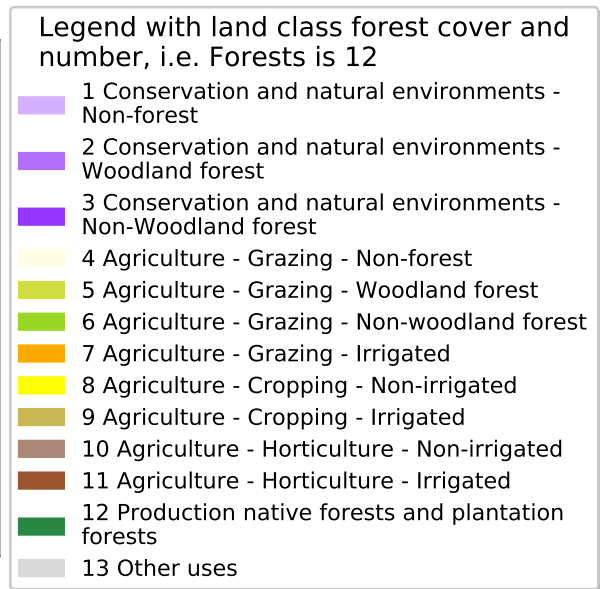 Legend with land class forest cover and
number, i.e. Forests is 12
1 Conservation and natural environments -
Non-forest
2 Conservation and natural environments -
Woodland forest
3 Conservation and natural environments -
Non-Woodland forest
4 Agriculture - Grazing - Non-forest
5 Agriculture - Grazing - Woodland forest
6 Agriculture - Grazing - Non-woodland forest
7 Agriculture - Grazing - Irrigated
8 Agriculture - Cropping - Non-irrigated
9 Agriculture - Cropping - Irrigated
10 Agriculture - Horticulture - Non-irrigated
11 Agriculture - Horticulture - Irrigated
12 Production native forests and plantation
forests
13 Other uses